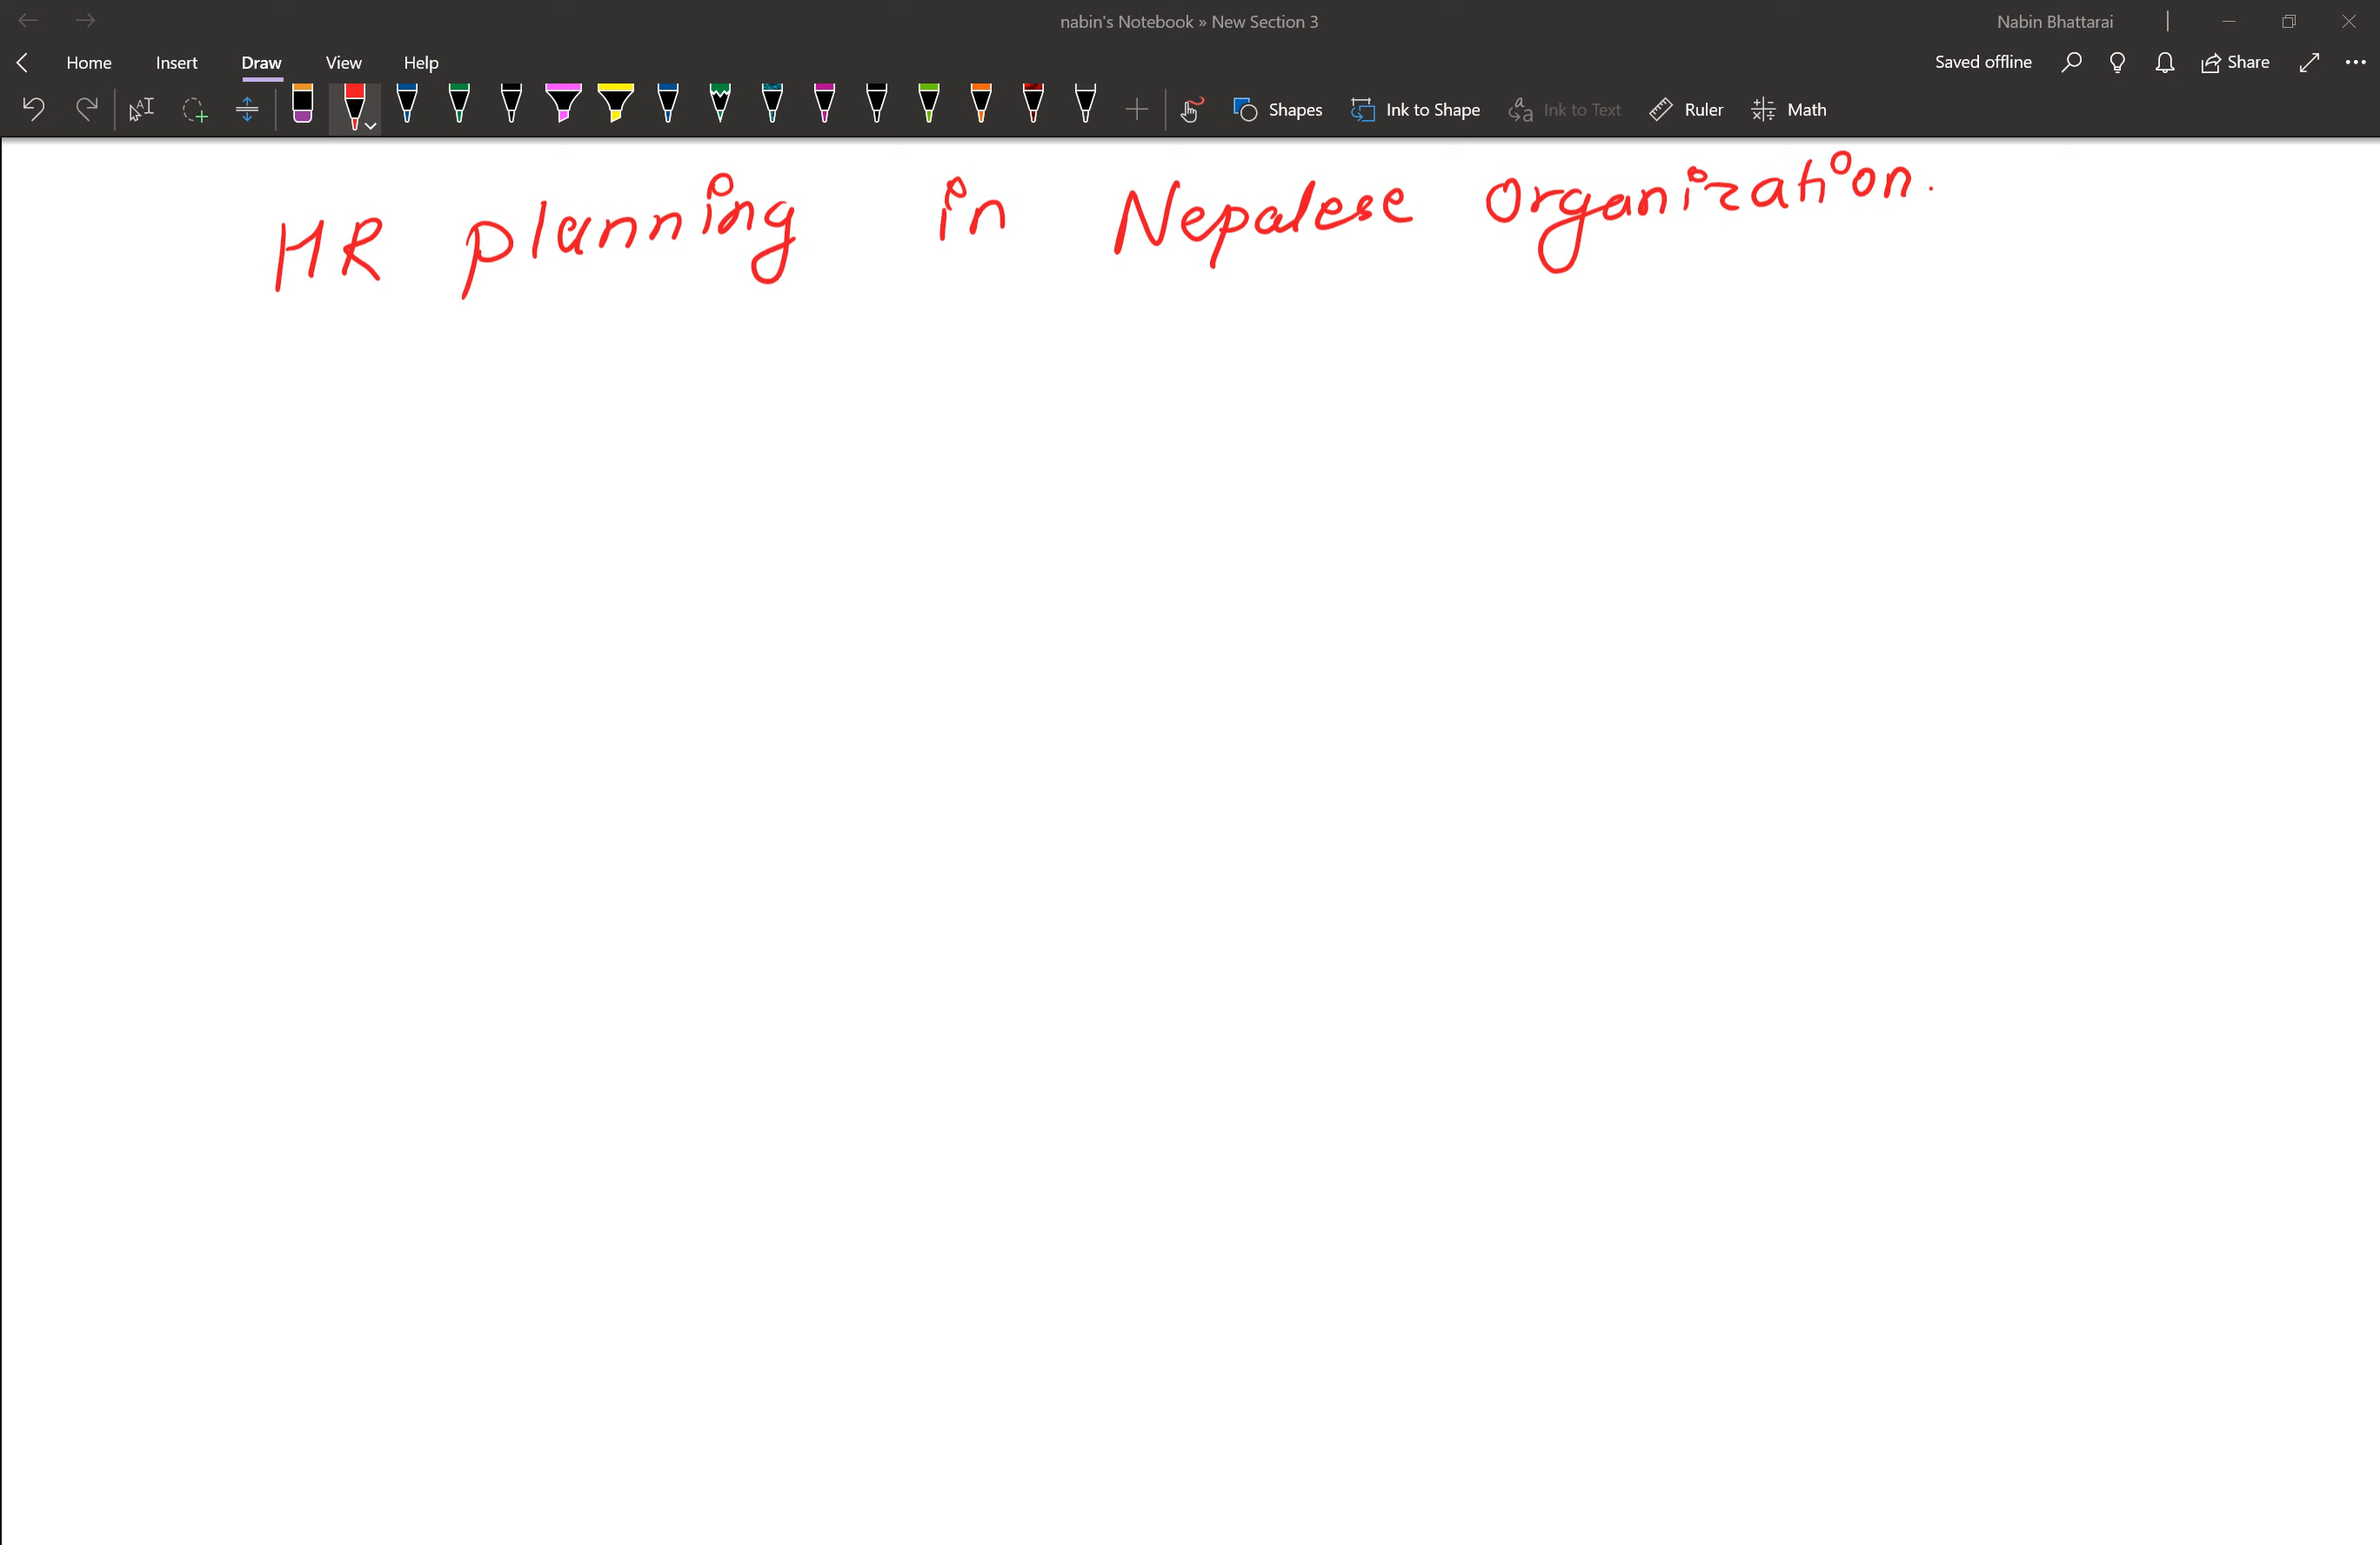 nabin's Notebook » New Section 3
Nabin Bhattarai
Home Insert Draw View Help
Saved offline
Share
Shapes
Ink to Shape
Ink to Text
Ruler
Math
HR planning in Nepalese organization.